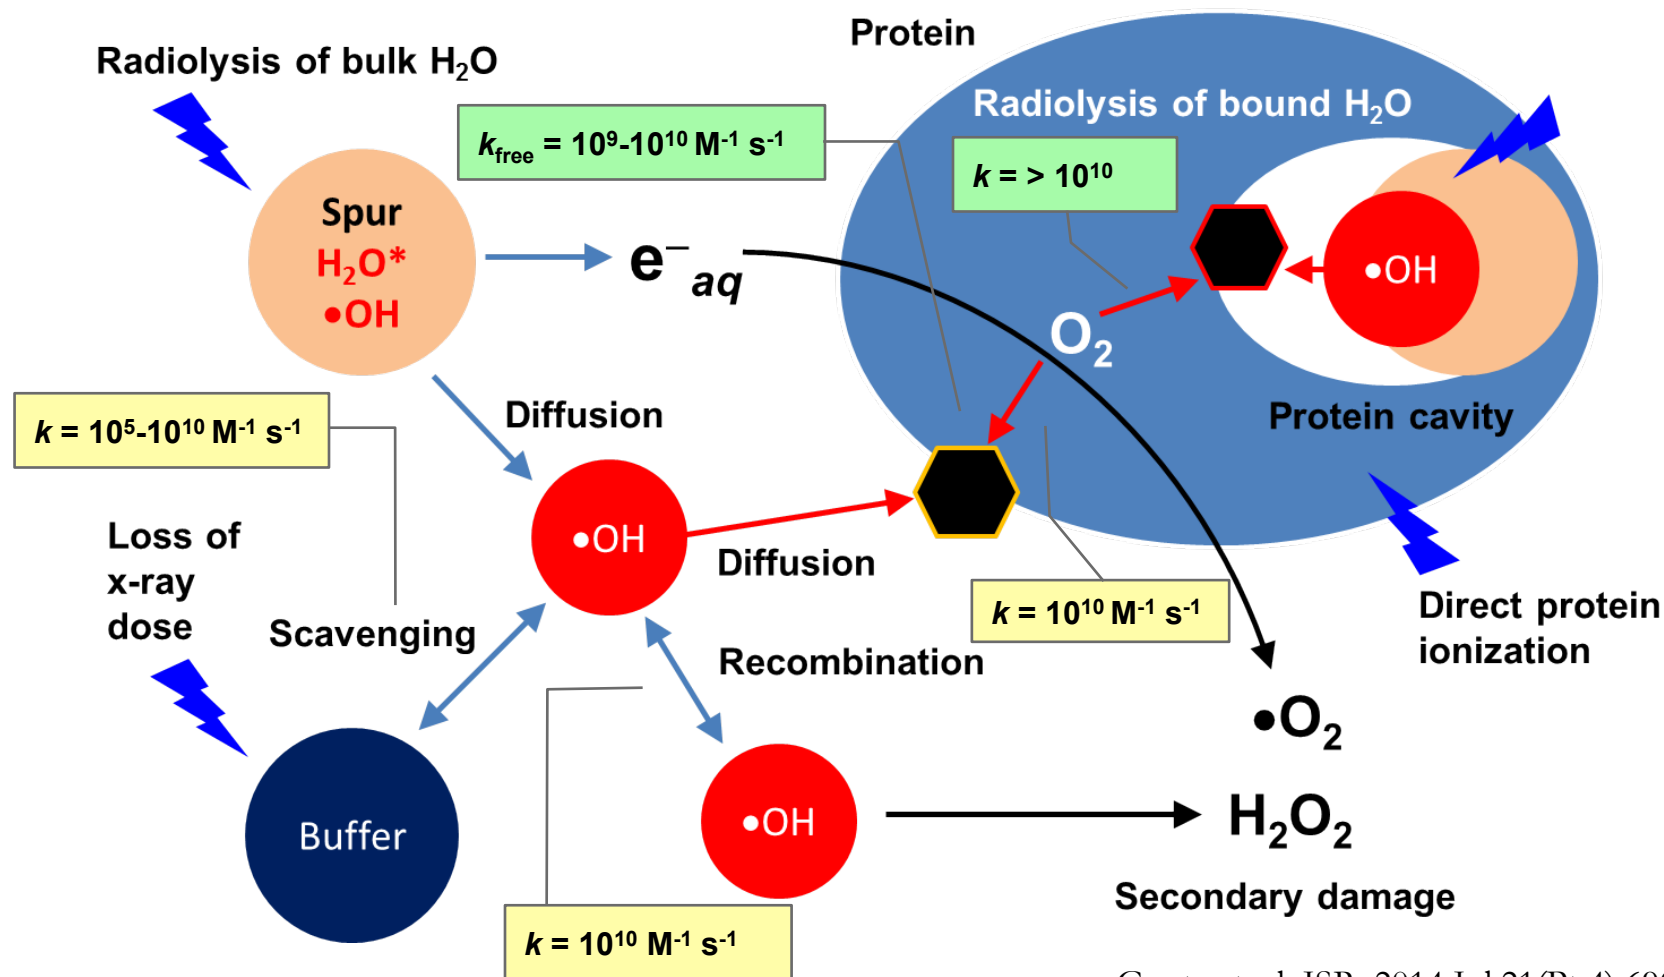 Protein
Radiolysis of bulk H₂O
Radiolysis of bound H₂O
kfree = 10⁹-10¹⁰ M⁻¹ s⁻¹
k = > 10¹⁰
Spur
H₂O*
•OH
e⁻aq
•OH
O₂
k = 10⁵-10¹⁰ M⁻¹ s⁻¹
Diffusion
Protein cavity
Loss of
x-ray
dose
•OH
Diffusion
k = 10¹⁰ M⁻¹ s⁻¹
Direct protein
ionization
Scavenging
Recombination
•O₂
Buffer
•OH
H₂O₂
Secondary damage
k = 10¹⁰ M⁻¹ s⁻¹